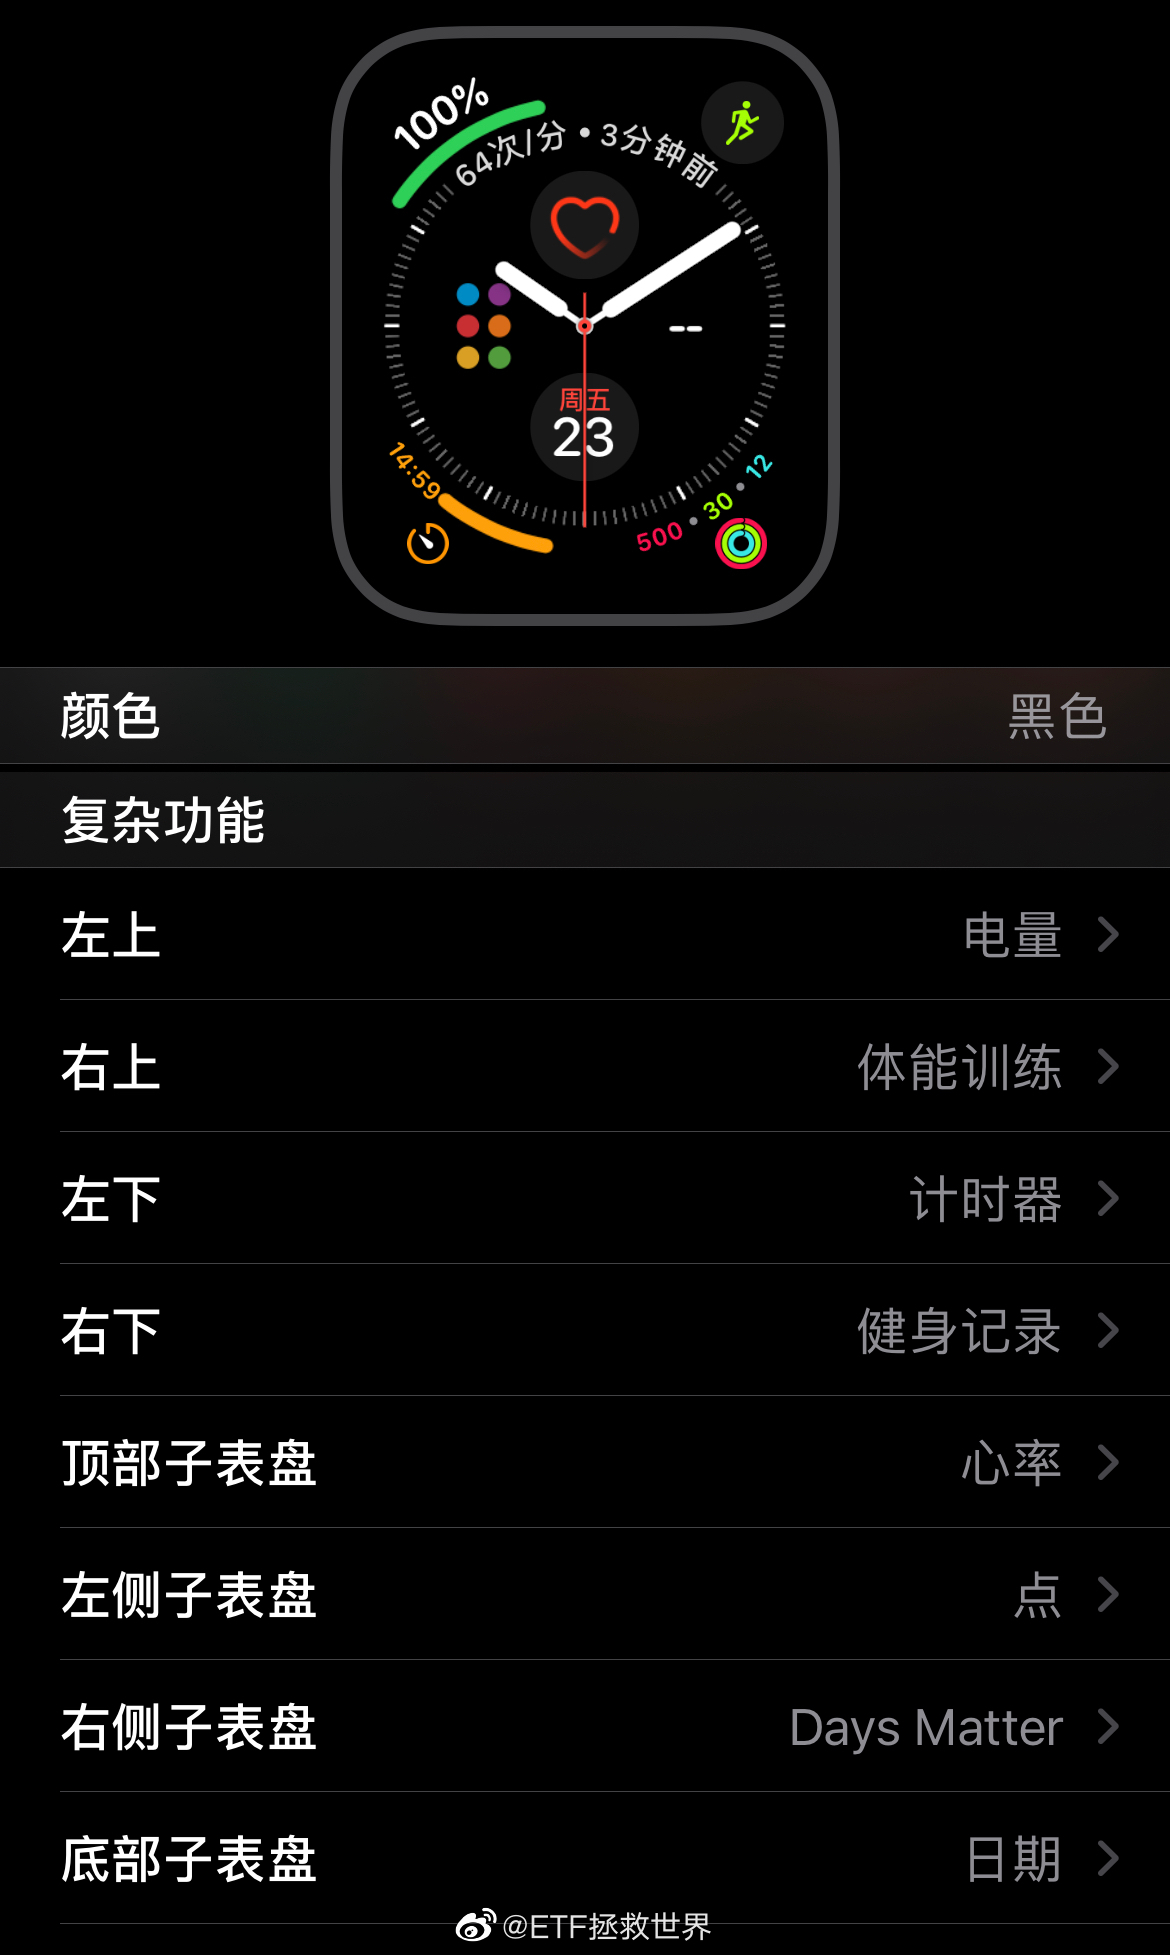 100%
64次/分 • 3分钟前
--
周五
23
14:59
500 • 30 • 12
颜色 黑色
复杂功能
左上 电量
右上 体能训练
左下 计时器
右下 健身记录
顶部子表盘 心率
左侧子表盘 点
右侧子表盘 Days Matter
底部子表盘 日期
@ETF拯救世界